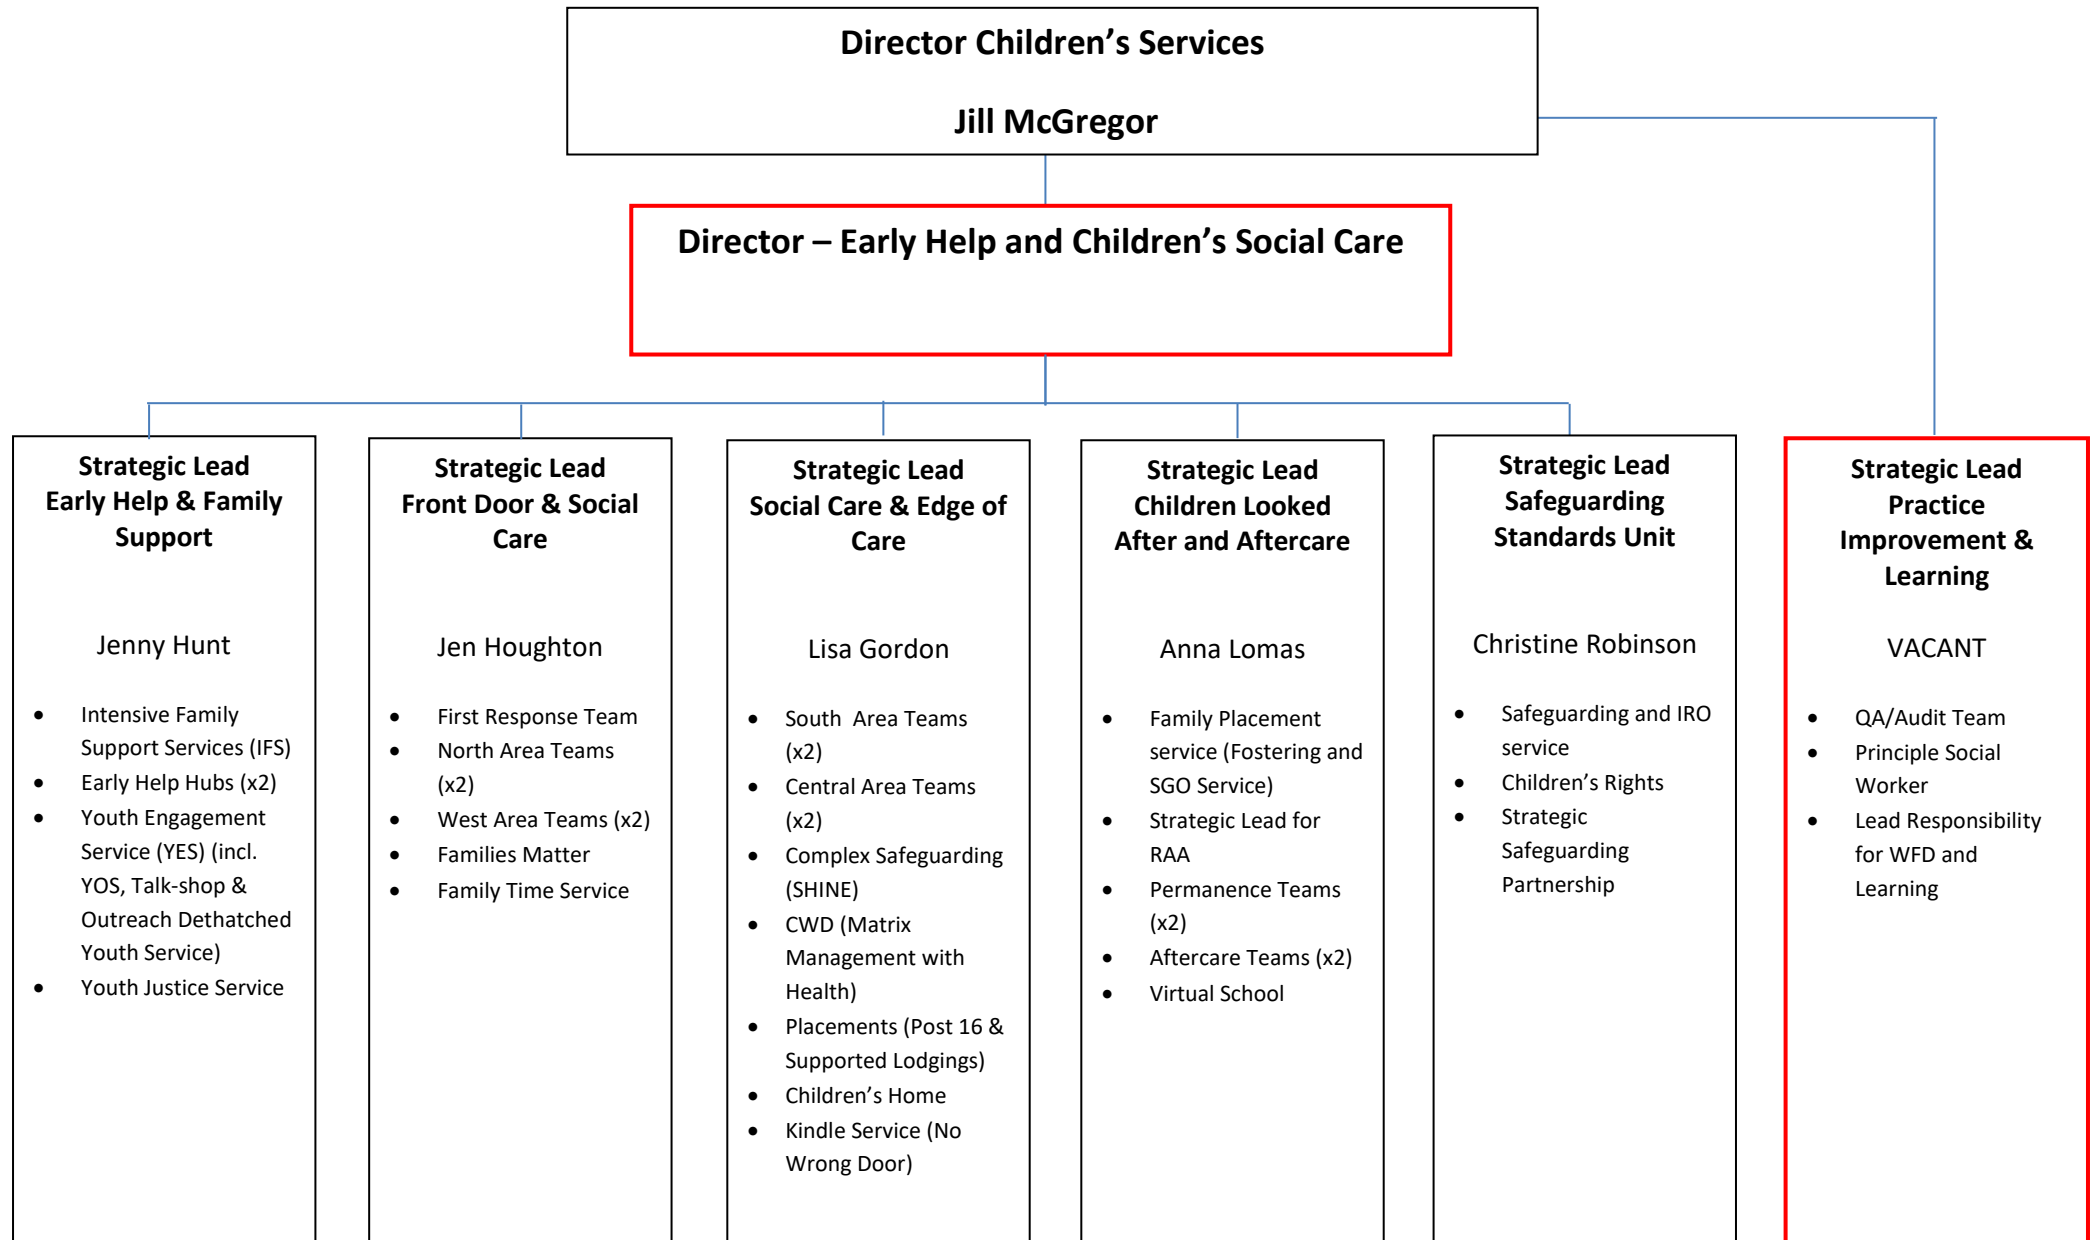 Director Children’s Services
Jill McGregor
Director – Early Help and Children’s Social Care
Strategic Lead
Early Help & Family
Support
Jenny Hunt
• Intensive Family
Support Services (IFS)
• Early Help Hubs (x2)
• Youth Engagement
Service (YES) (incl.
YOS, Talk-shop &
Outreach Dethatched
Youth Service)
• Youth Justice Service
Strategic Lead
Front Door & Social
Care
Jen Houghton
• First Response Team
• North Area Teams
(x2)
• West Area Teams (x2)
• Families Matter
• Family Time Service
Strategic Lead
Social Care & Edge of
Care
Lisa Gordon
• South  Area Teams
(x2)
• Central Area Teams
(x2)
• Complex Safeguarding
(SHINE)
• CWD (Matrix
Management with
Health)
• Placements (Post 16 &
Supported Lodgings)
• Children’s Home
• Kindle Service (No
Wrong Door)
Strategic Lead
Children Looked
After and Aftercare
Anna Lomas
• Family Placement
service (Fostering and
SGO Service)
• Strategic Lead for
RAA
• Permanence Teams
(x2)
• Aftercare Teams (x2)
• Virtual School
Strategic Lead
Safeguarding
Standards Unit
Christine Robinson
• Safeguarding and IRO
service
• Children’s Rights
• Strategic
Safeguarding
Partnership
Strategic Lead
Practice
Improvement &
Learning
VACANT
• QA/Audit Team
• Principle Social
Worker
• Lead Responsibility
for WFD and
Learning